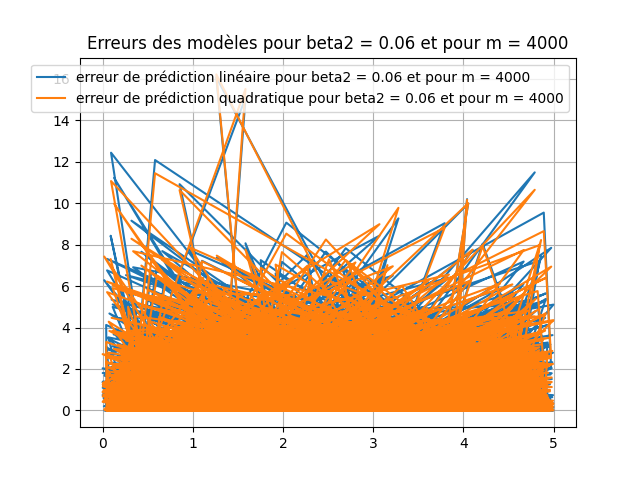 Erreurs des modèles pour beta2 = 0.06 et pour m = 4000
erreur de prédiction linéaire pour beta2 = 0.06 et pour m = 4000
erreur de prédiction quadratique pour beta2 = 0.06 et pour m = 4000
16
14
12
10
8
6
4
2
0
0 1 2 3 4 5